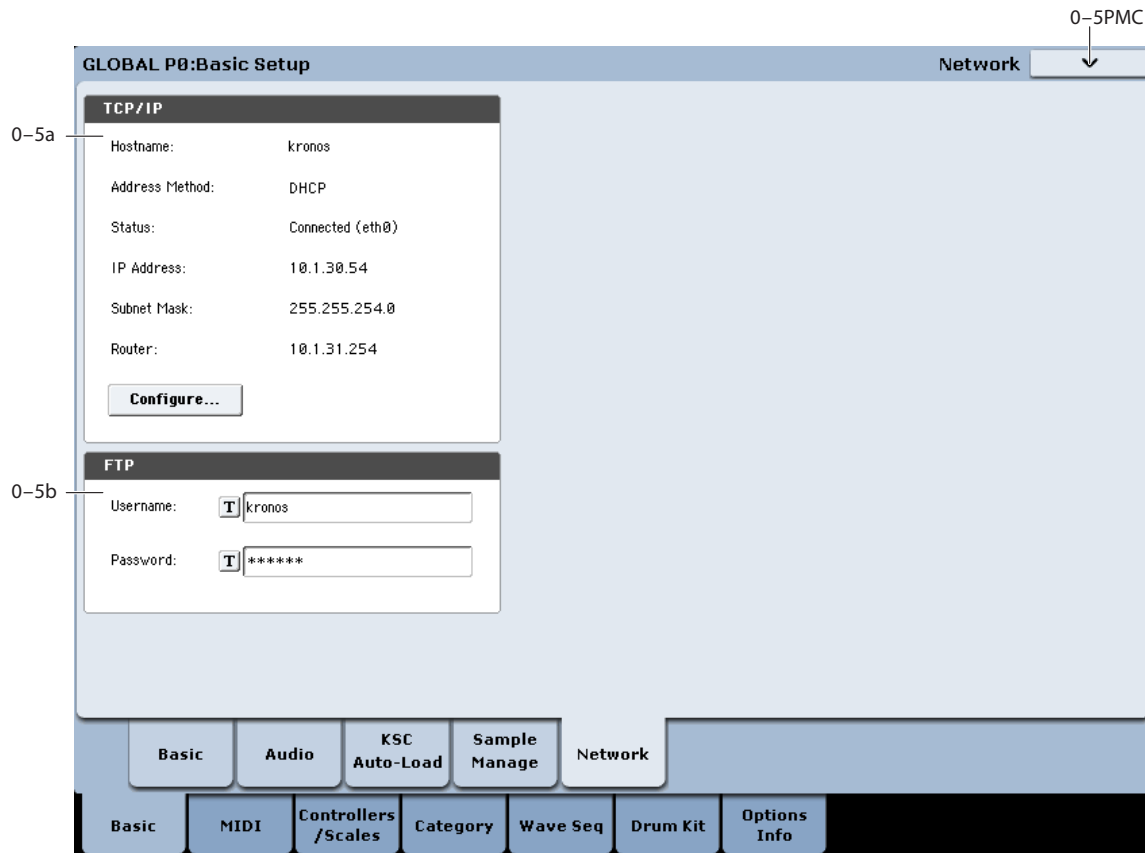 0–5PMC
GLOBAL P0:Basic Setup
Network
TCP/IP
0–5a
Hostname: kronos
Address Method: DHCP
Status: Connected (eth0)
IP Address: 10.1.30.54
Subnet Mask: 255.255.254.0
Router: 10.1.31.254
Configure...
FTP
0–5b
Username: T kronos
Password: T ******
Basic
Audio
KSC
Auto-Load
Sample
Manage
Network
Basic
MIDI
Controllers
/Scales
Category
Wave Seq
Drum Kit
Options
Info